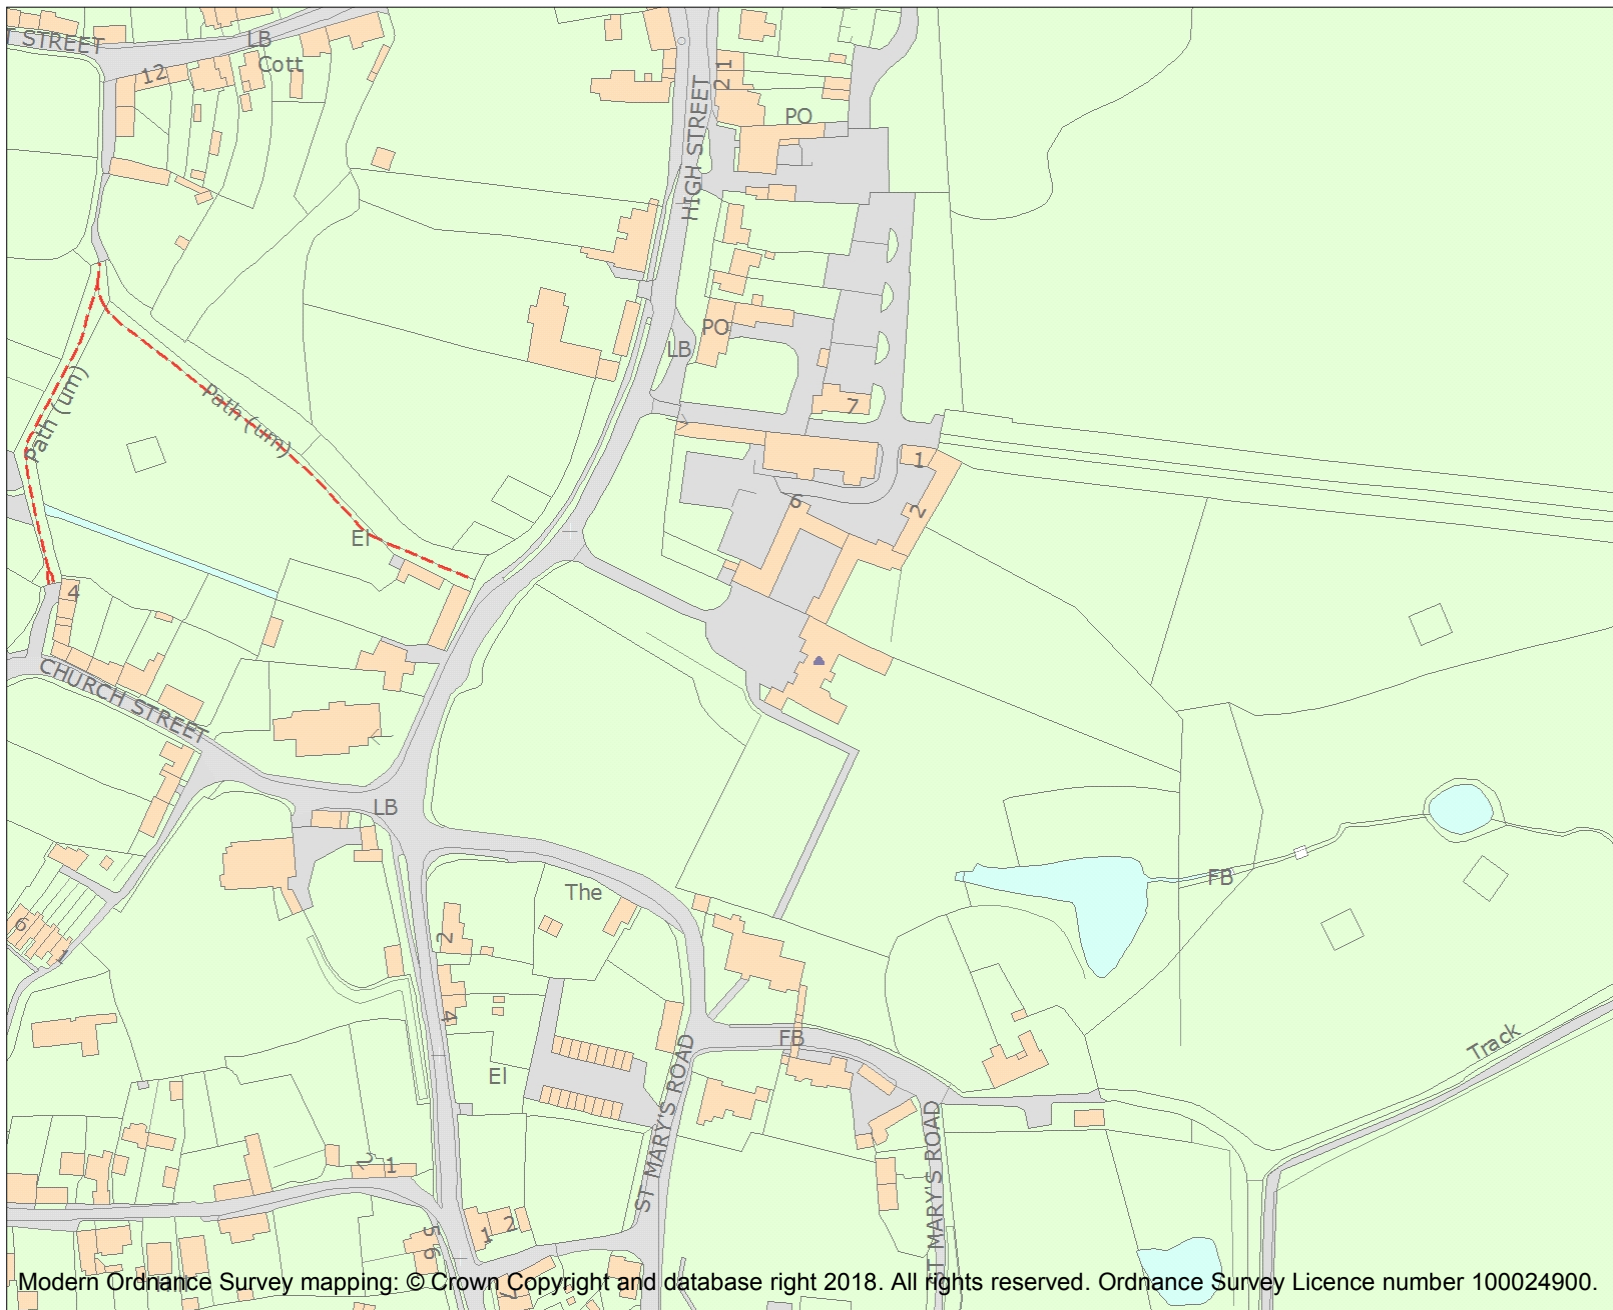 T STREET
LB
Cott
12
1
2
HIGH STREET
PO
PO
LB
Path (um)
Path (um)
7
1
6
2
El
4
CHURCH STREET
LB
FB
The
6
1
2
4
FB
El
Track
ST MARY'S ROAD
ST MARY'S ROAD
2
1
1
2
5 6
Modern Ordnance Survey mapping: © Crown Copyright and database right 2018. All rights reserved. Ordnance Survey Licence number 100024900.